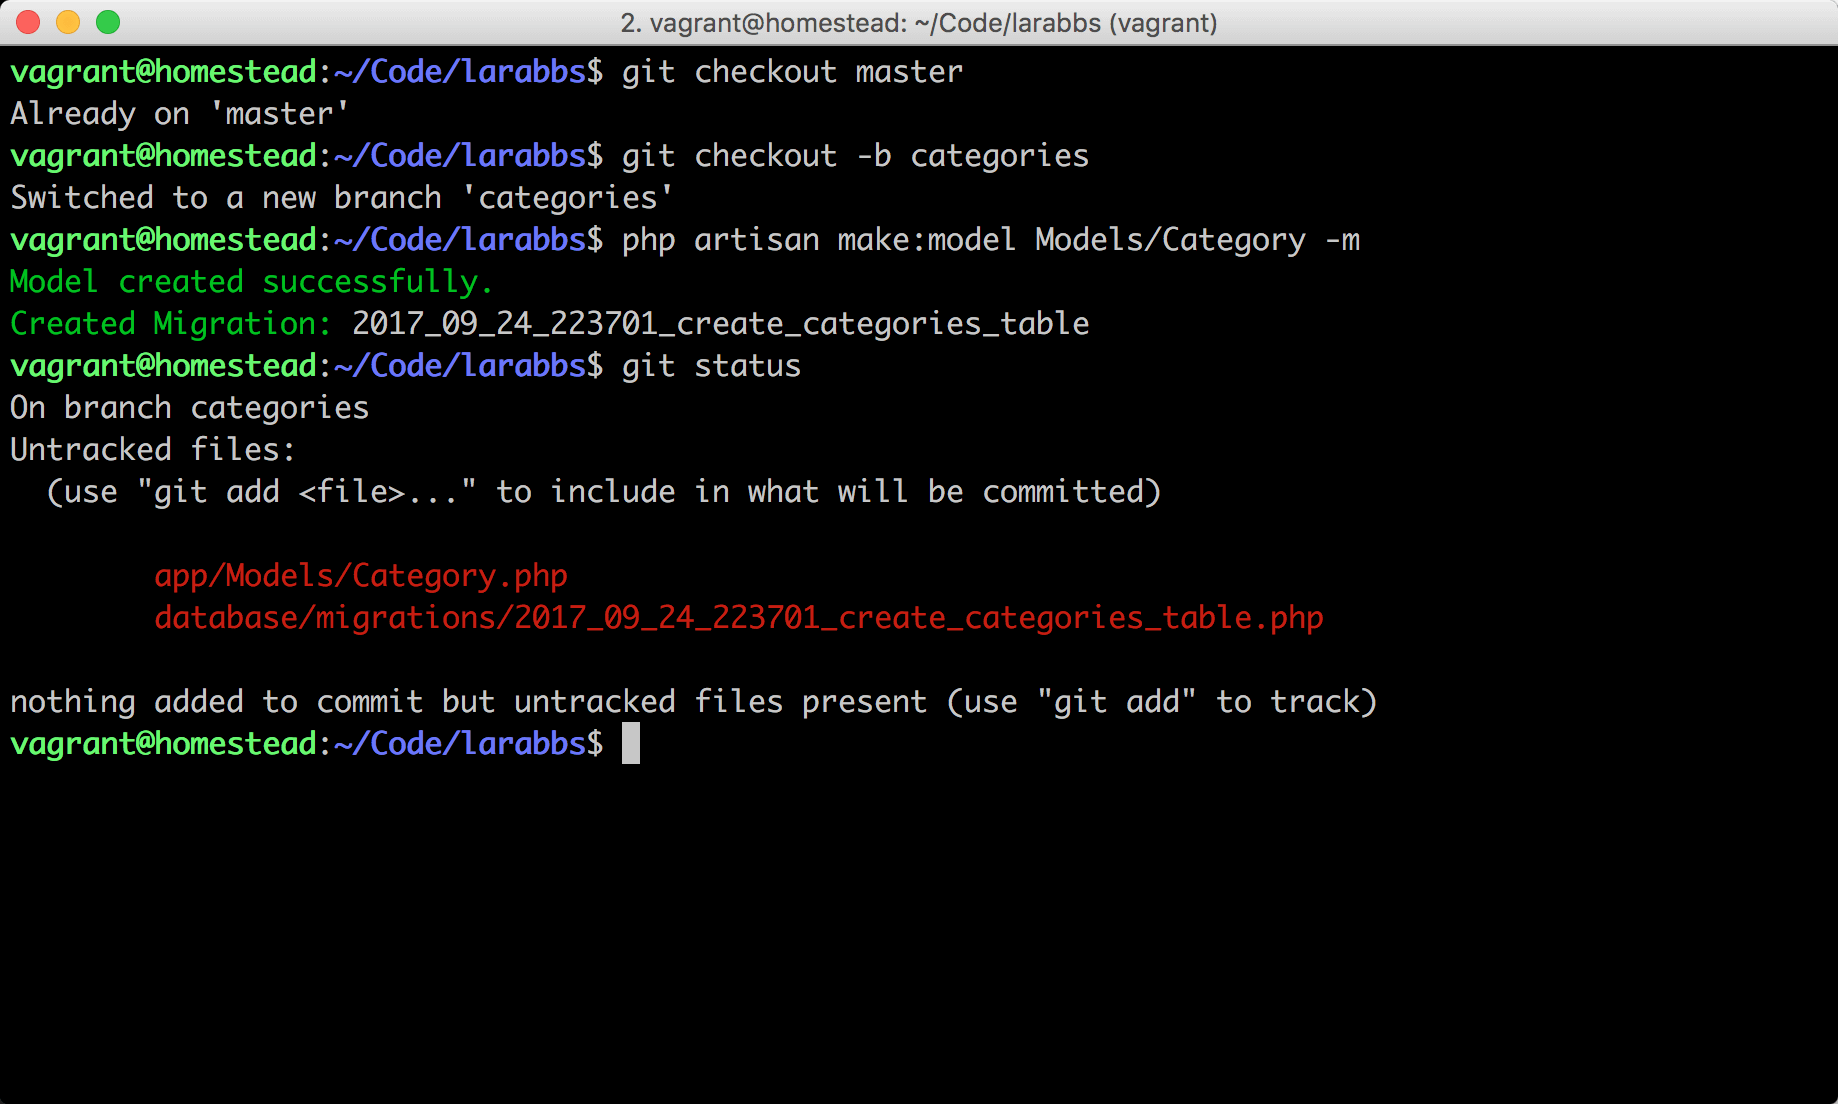 2. vagrant@homestead: ~/Code/larabbs (vagrant)
vagrant@homestead:~/Code/larabbs$ git checkout master
Already on 'master'
vagrant@homestead:~/Code/larabbs$ git checkout -b categories
Switched to a new branch 'categories'
vagrant@homestead:~/Code/larabbs$ php artisan make:model Models/Category -m
Model created successfully.
Created Migration: 2017_09_24_223701_create_categories_table
vagrant@homestead:~/Code/larabbs$ git status
On branch categories
Untracked files:
  (use "git add <file>..." to include in what will be committed)
        app/Models/Category.php
        database/migrations/2017_09_24_223701_create_categories_table.php
nothing added to commit but untracked files present (use "git add" to track)
vagrant@homestead:~/Code/larabbs$